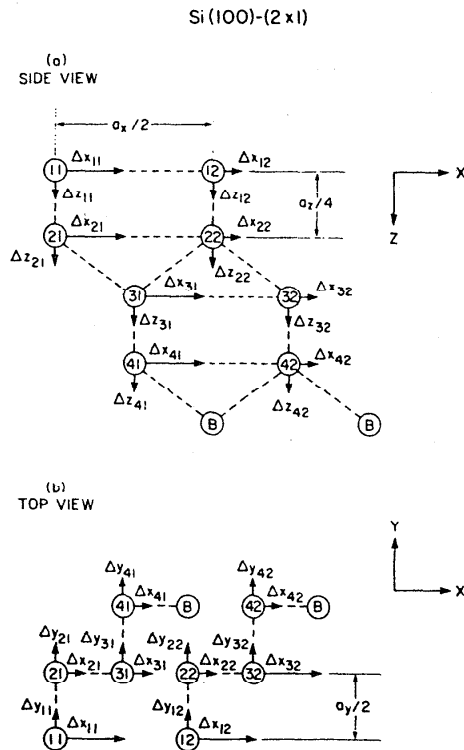 Si(100)-(2x1)
(a)
SIDE VIEW
a_x/2
11 Δx₁₁ 12 Δx₁₂
X
Δz₁₁ Δz₁₂ a_z/4
Z
21 Δx₂₁ 22 Δx₂₂
Δz₂₁ Δz₂₂
31 Δx₃₁ 32 Δx₃₂
Δz₃₁ Δz₃₂
41 Δx₄₁ 42 Δx₄₂
Δz₄₁ Δz₄₂
B B
(b)
TOP VIEW
Y
X
Δy₄₁ Δy₄₂
41 Δx₄₁ B 42 Δx₄₂ B
Δy₂₁ Δy₃₁ Δy₂₂ Δy₃₂
21 Δx₂₁ 31 Δx₃₁ 22 Δx₂₂ 32 Δx₃₂
Δy₁₁ Δy₁₂ a_y/2
11 Δx₁₁ 12 Δx₁₂